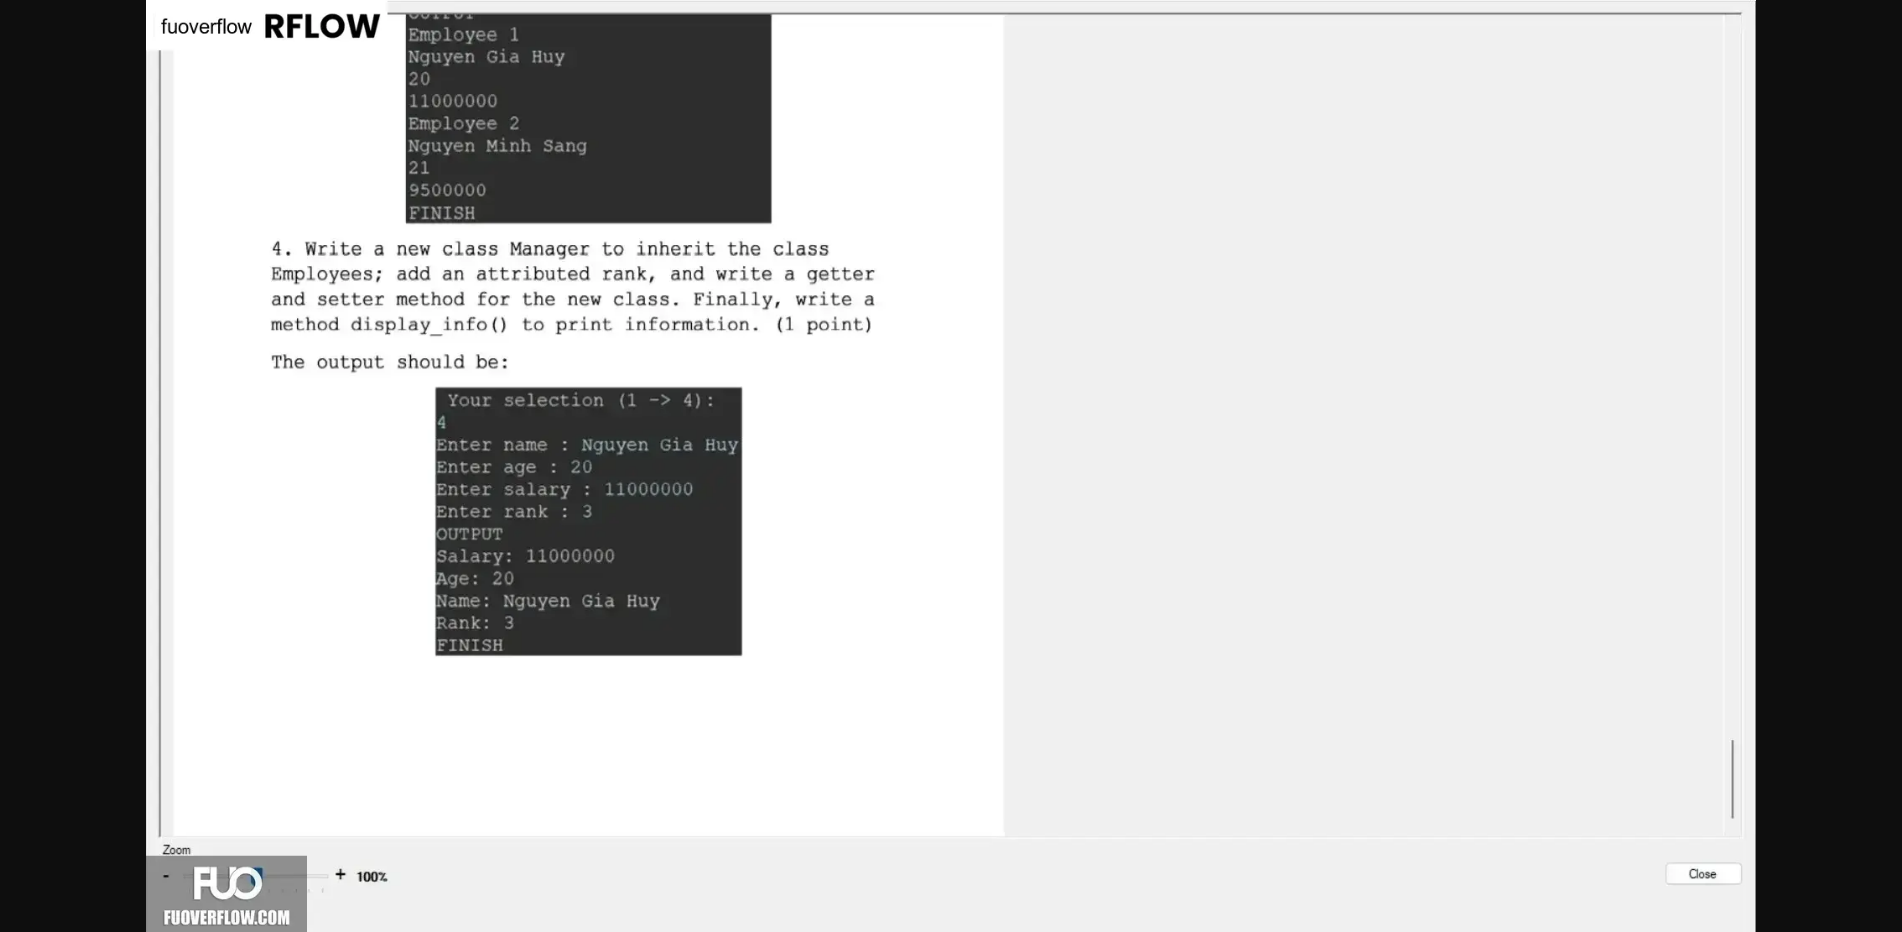 fuoverflow RFLOW
OUTPUT
Employee 1
Nguyen Gia Huy
20
11000000
Employee 2
Nguyen Minh Sang
21
9500000
FINISH
4. Write a new class Manager to inherit the class
Employees; add an attributed rank, and write a getter
and setter method for the new class. Finally, write a
method display_info() to print information. (1 point)
The output should be:
Your selection (1 -> 4):
4
Enter name : Nguyen Gia Huy
Enter age : 20
Enter salary : 11000000
Enter rank : 3
OUTPUT
Salary: 11000000
Age: 20
Name: Nguyen Gia Huy
Rank: 3
FINISH
Zoom
- + 100%
Close
FUO
FUOVERFLOW.COM